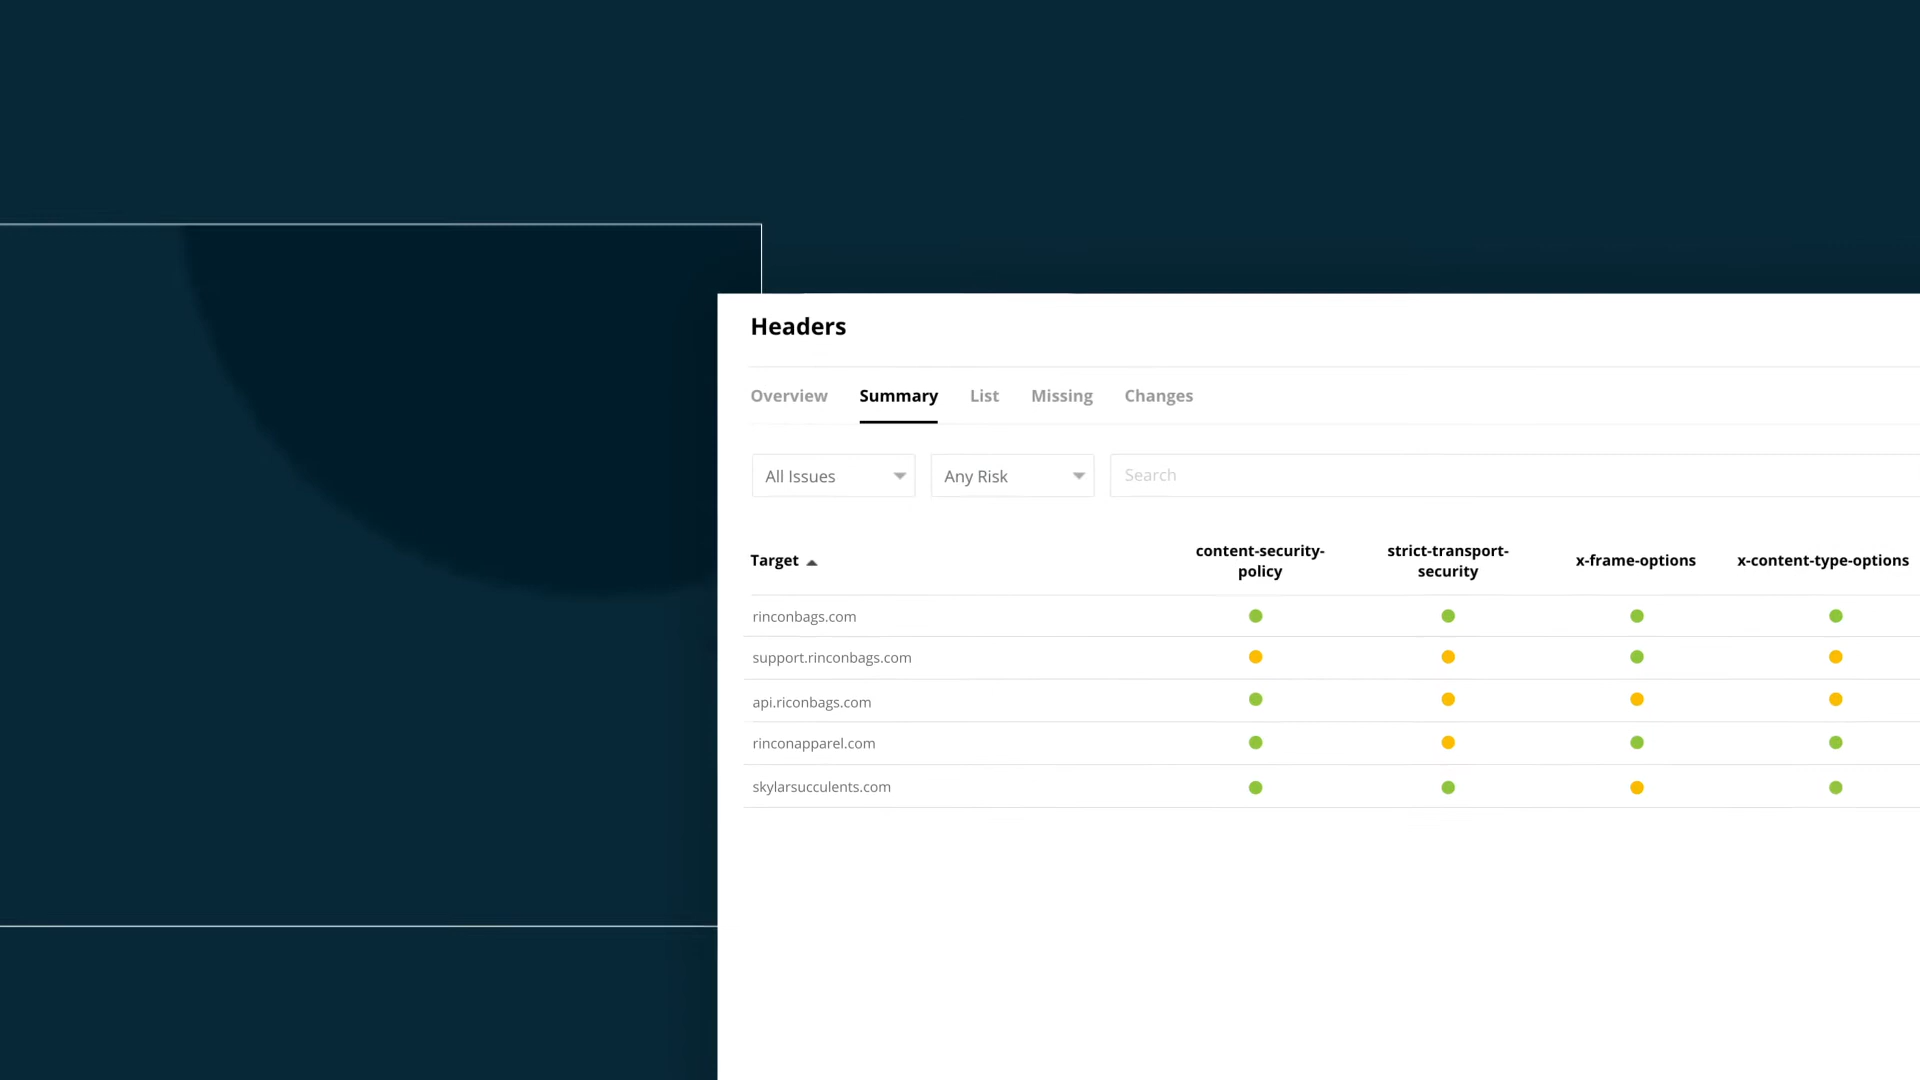 Headers
Overview Summary List Missing Changes
All Issues Any Risk Search
Target content-security-policy strict-transport-security x-frame-options x-content-type-options
rinconbags.com
support.rinconbags.com
api.riconbags.com
rinconapparel.com
skylarsucculents.com